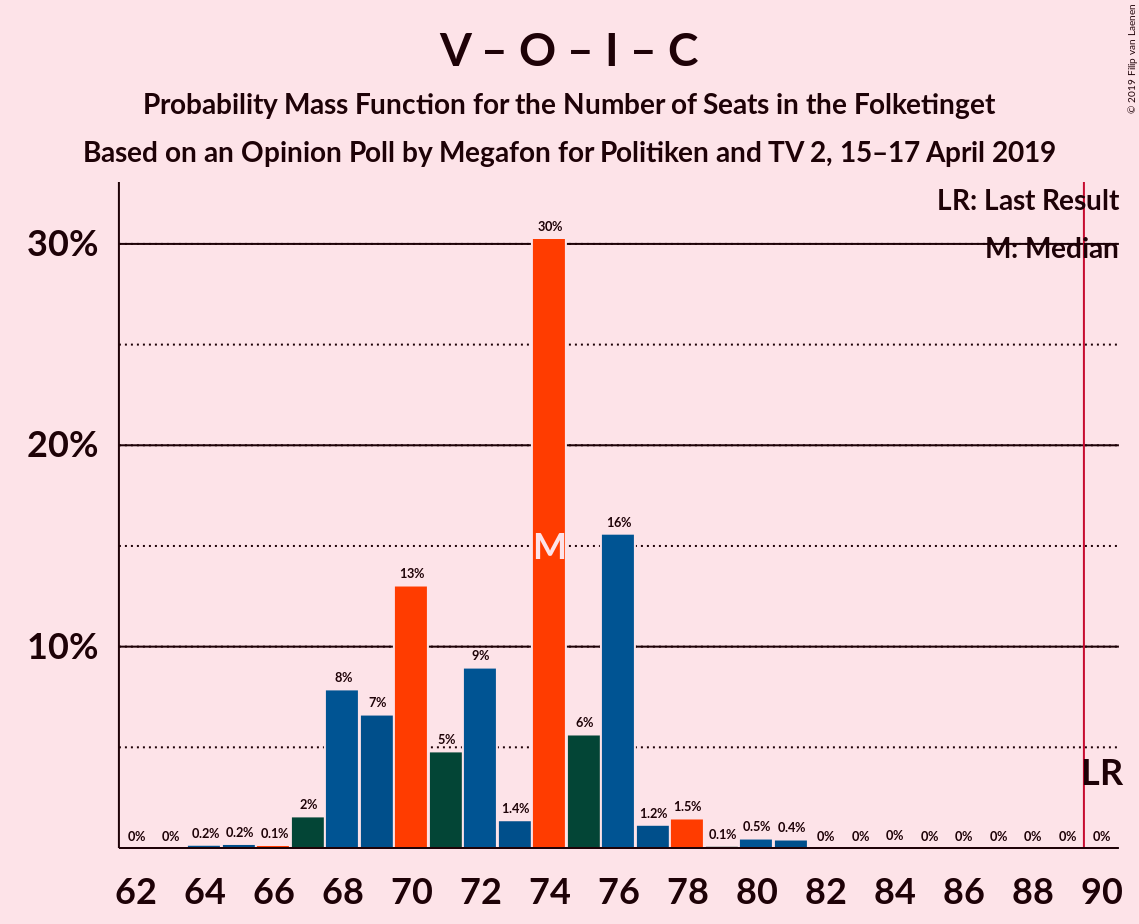 V – O – I – C
Probability Mass Function for the Number of Seats in the Folketinget
Based on an Opinion Poll by Megafon for Politiken and TV 2, 15–17 April 2019
© 2019 Filip van Laenen
LR: Last Result
M: Median
30%
20%
10%
0% 0% 0.2% 0.2% 0.1% 2% 8% 7% 13% 5% 9% 1.4% 30% 6% 16% 1.2% 1.5% 0.1% 0.5% 0.4% 0% 0% 0% 0% 0% 0% 0% 0% 0%
M
LR
62 64 66 68 70 72 74 76 78 80 82 84 86 88 90